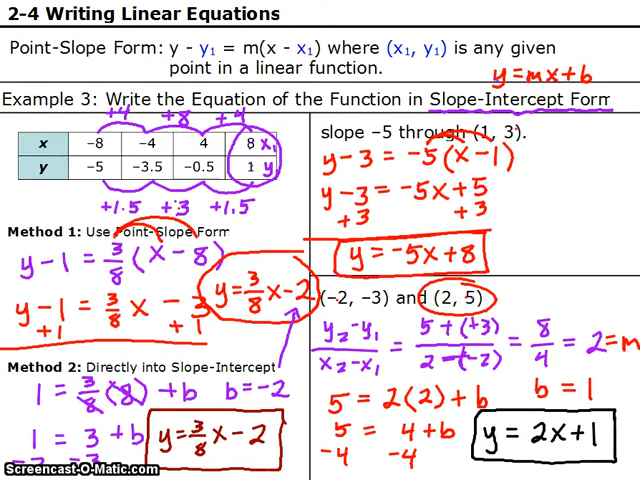 2-4 Writing Linear Equations
Point-Slope Form: y - y₁ = m(x - x₁) where (x₁, y₁) is any given
point in a linear function.
y = mx + b
Example 3: Write the Equation of the Function in Slope-Intercept Form
+4 +8 +4
x −8 −4 4 8 x₁
y −5 −3.5 −0.5 1 y₁
+1.5 +3 +1.5
Method 1: Use Point-Slope Form
y − 1 = 3/8 (x − 8)
y − 1 = 3/8 x − 3
+1 +1
y = 3/8 x − 2
Method 2: Directly into Slope-Intercept
1 = 3/8 (8) + b b = −2
1 = 3 + b
−3 −3
y = 3/8 x − 2
slope −5 through (1, 3).
y − 3 = −5(x − 1)
y − 3 = −5x + 5
+3 +3
y = −5x + 8
(−2, −3) and (2, 5)
y₂ − y₁ / x₂ − x₁ = 5 + (+3) / 2 − (−2) = 8/4 = 2 = m
5 = 2(2) + b b = 1
5 = 4 + b
−4 −4
y = 2x + 1
Screencast-O-Matic.com